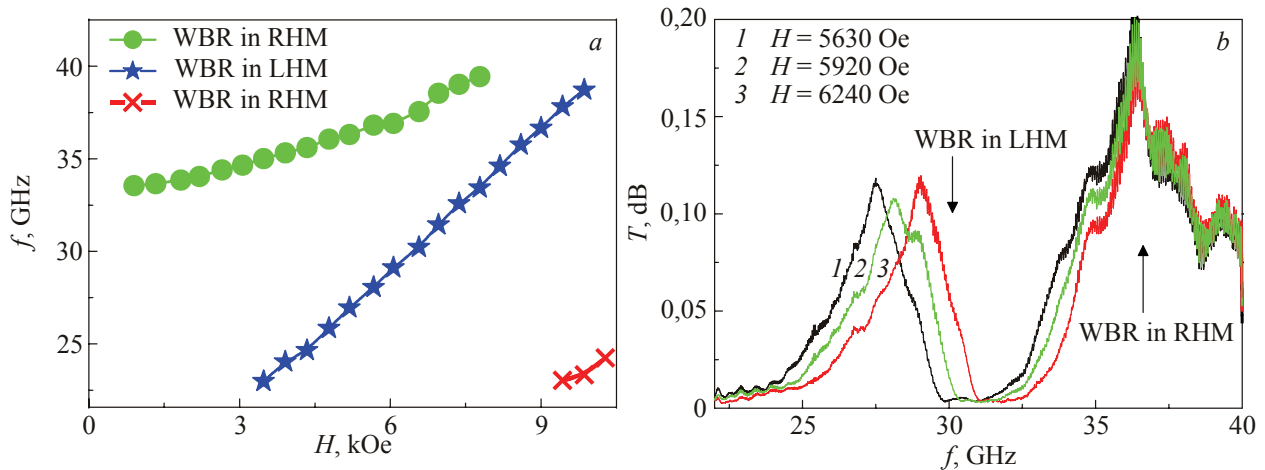 a
WBR in RHM
WBR in LHM
WBR in RHM
40
35
30
25
f, GHz
0 3 6 9
H, kOe
b
1 H = 5630 Oe
2 H = 5920 Oe
3 H = 6240 Oe
WBR in LHM
1 2 3
WBR in RHM
0,20
0,15
0,10
0,05
0
T, dB
25 30 35 40
f, GHz